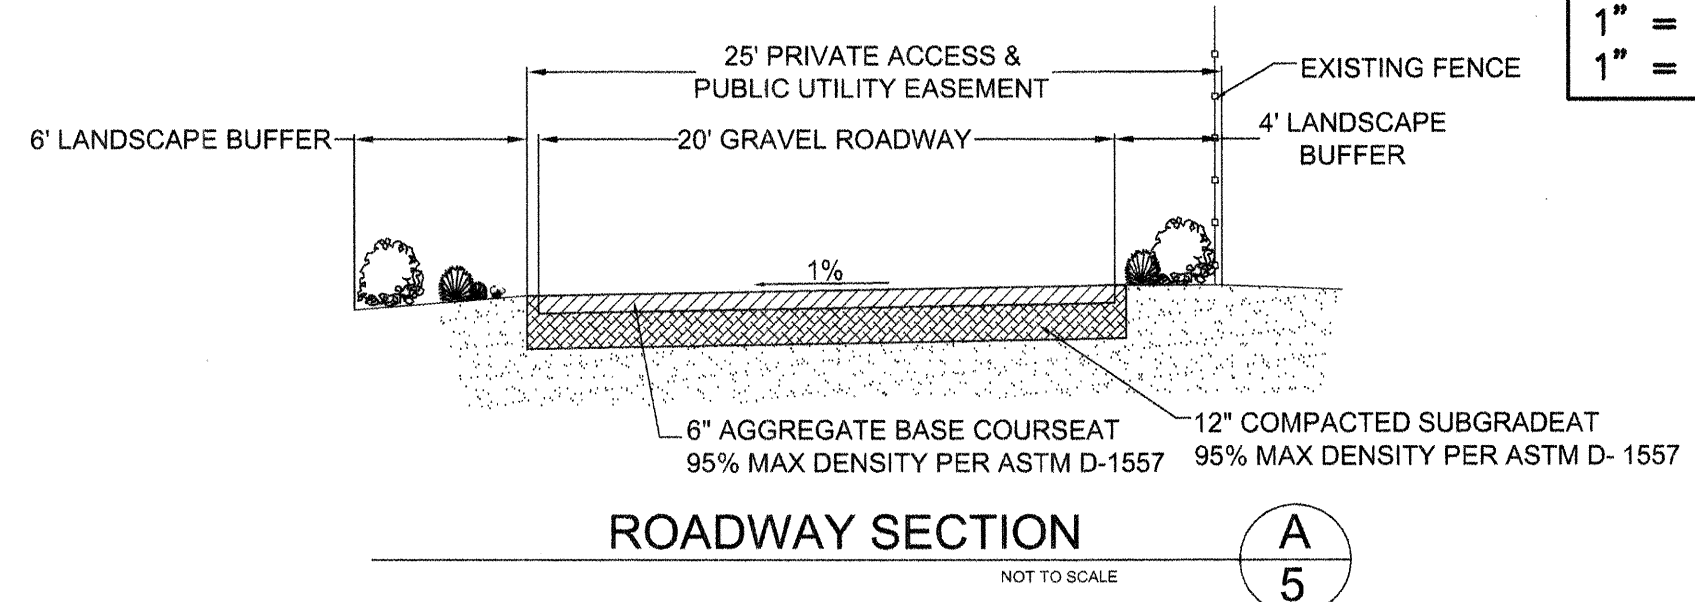 1" =
1" =
25' PRIVATE ACCESS &
PUBLIC UTILITY EASEMENT
EXISTING FENCE
6' LANDSCAPE BUFFER
20' GRAVEL ROADWAY
4' LANDSCAPE
BUFFER
1%
6" AGGREGATE BASE COURSEAT
95% MAX DENSITY PER ASTM D-1557
12" COMPACTED SUBGRADEAT
95% MAX DENSITY PER ASTM D- 1557
ROADWAY SECTION
NOT TO SCALE
A
5